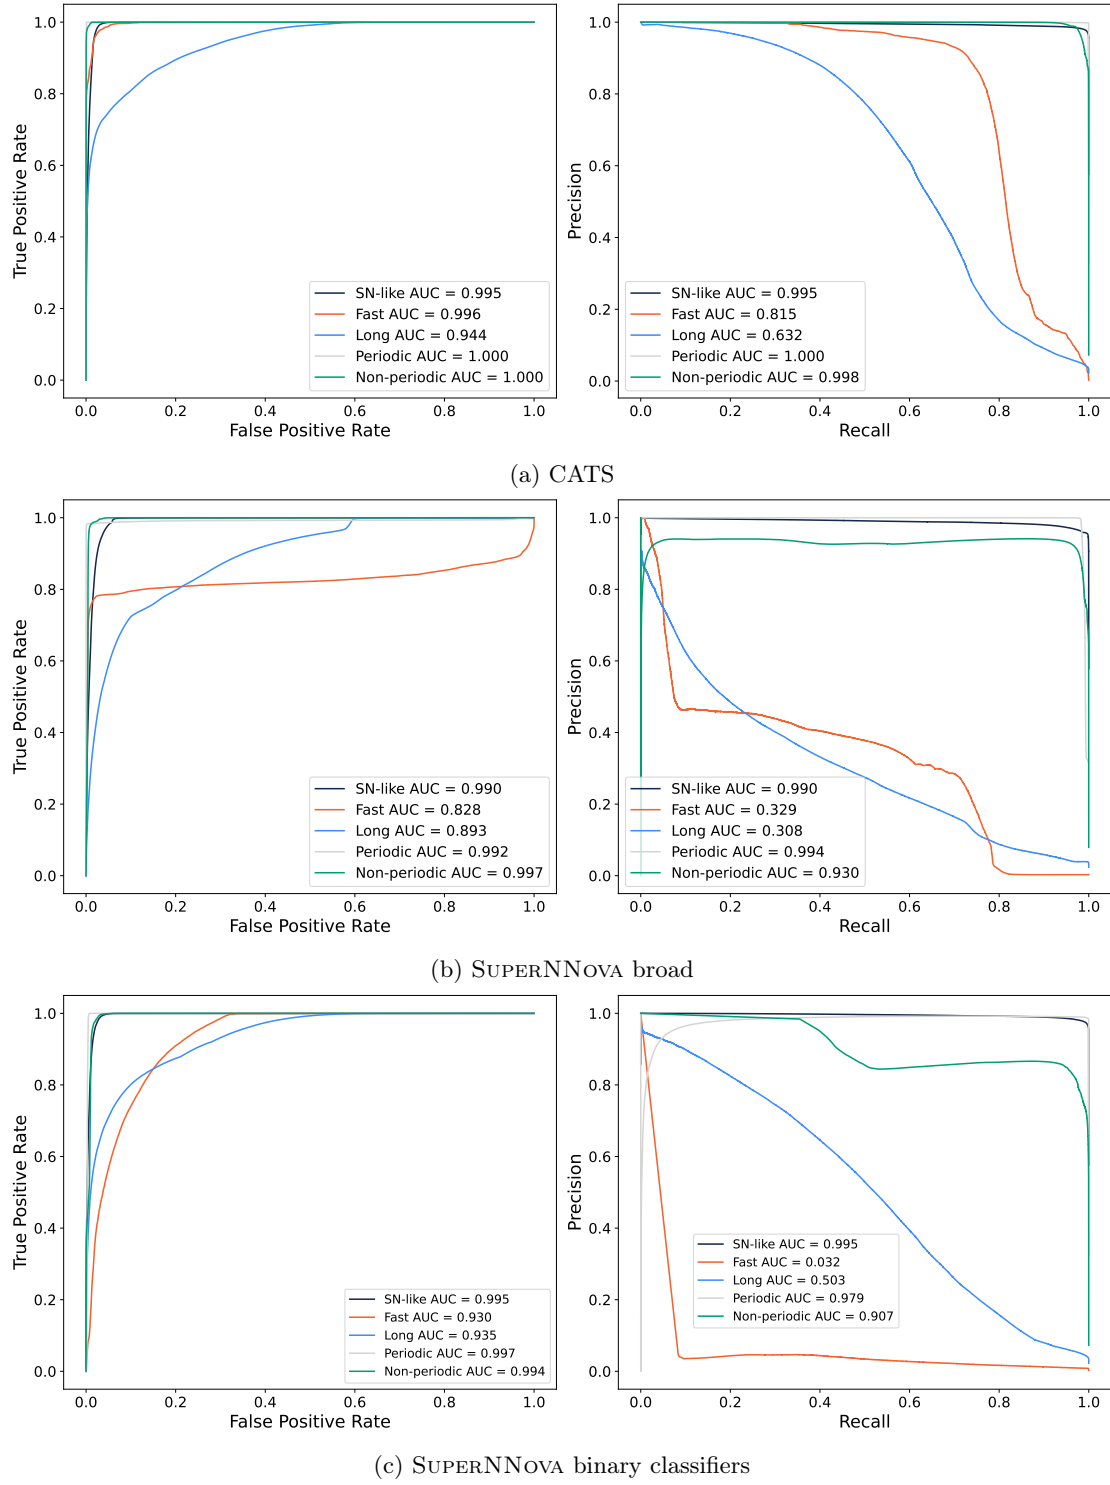 1.0
0.8
0.6
0.4
0.2
0.0
True Positive Rate
0.0 0.2 0.4 0.6 0.8 1.0
False Positive Rate
SN-like AUC = 0.995
Fast AUC = 0.996
Long AUC = 0.944
Periodic AUC = 1.000
Non-periodic AUC = 1.000
1.0
0.8
0.6
0.4
0.2
0.0
Precision
0.0 0.2 0.4 0.6 0.8 1.0
Recall
SN-like AUC = 0.995
Fast AUC = 0.815
Long AUC = 0.632
Periodic AUC = 1.000
Non-periodic AUC = 0.998
(a) CATS
1.0
0.8
0.6
0.4
0.2
0.0
True Positive Rate
0.0 0.2 0.4 0.6 0.8 1.0
False Positive Rate
SN-like AUC = 0.990
Fast AUC = 0.828
Long AUC = 0.893
Periodic AUC = 0.992
Non-periodic AUC = 0.997
1.0
0.8
0.6
0.4
0.2
0.0
Precision
0.0 0.2 0.4 0.6 0.8 1.0
Recall
SN-like AUC = 0.990
Fast AUC = 0.329
Long AUC = 0.308
Periodic AUC = 0.994
Non-periodic AUC = 0.930
(b) SUPERNNOVA broad
1.0
0.8
0.6
0.4
0.2
0.0
True Positive Rate
0.0 0.2 0.4 0.6 0.8 1.0
False Positive Rate
SN-like AUC = 0.995
Fast AUC = 0.930
Long AUC = 0.935
Periodic AUC = 0.997
Non-periodic AUC = 0.994
1.0
0.8
0.6
0.4
0.2
0.0
Precision
0.0 0.2 0.4 0.6 0.8 1.0
Recall
SN-like AUC = 0.995
Fast AUC = 0.032
Long AUC = 0.503
Periodic AUC = 0.979
Non-periodic AUC = 0.907
(c) SUPERNNOVA binary classifiers